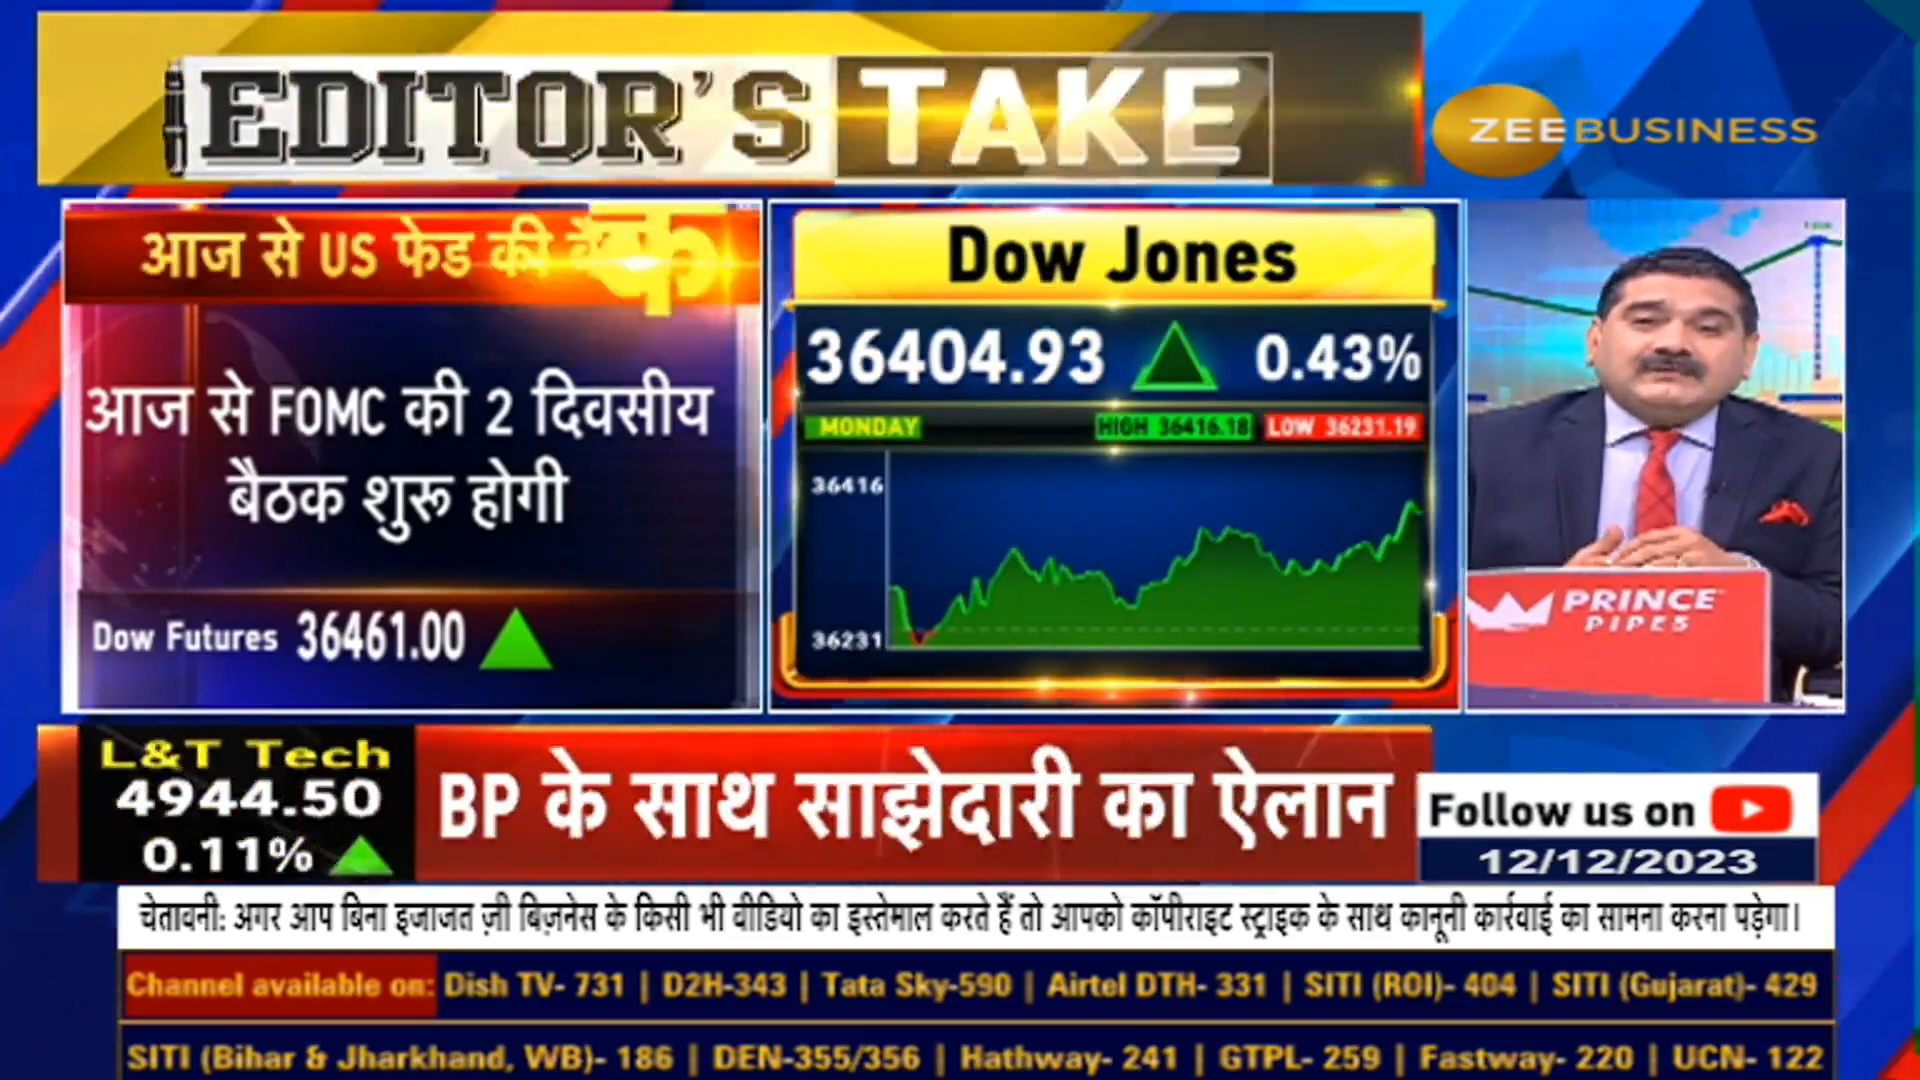 EDITOR'S TAKE
ZEEBUSINESS
आज से US फेड की
आज से FOMC की 2 दिवसीय
बैठक शुरू होगी
Dow Futures 36461.00
Dow Jones
36404.93 0.43%
MONDAY HIGH 36416.18 LOW 36231.19
36416
36231
PRINCE
PIPES
L&T Tech
4944.50
0.11%
BP के साथ साझेदारी का ऐलान
Follow us on
12/12/2023
चेतावनी: अगर आप बिना इजाजत ज़ी बिज़नेस के किसी भी वीडियो का इस्तेमाल करते हैं तो आपको कॉपीराइट स्ट्राइक के साथ कानूनी कार्रवाई का सामना करना पड़ेगा।
Channel available on: Dish TV- 731 | D2H-343 | Tata Sky-590 | Airtel DTH- 331 | SITI (ROI)- 404 | SITI (Gujarat)- 429
SITI (Bihar & Jharkhand, WB)- 186 | DEN-355/356 | Hathway- 241 | GTPL- 259 | Fastway- 220 | UCN- 122